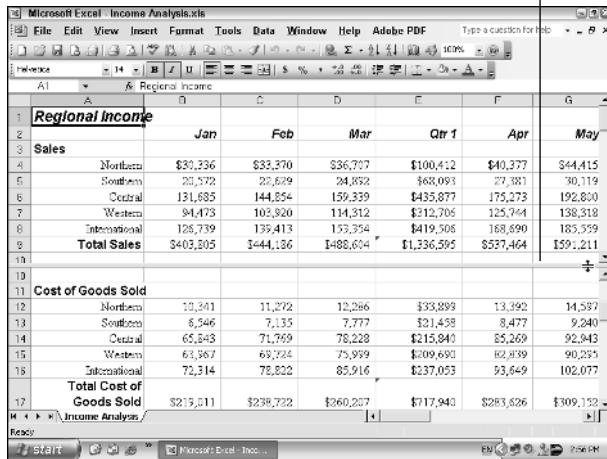 Microsoft Excel - Income Analysis.xls
File Edit View Insert Format Tools Data Window Help Adobe PDF Type a question for help
100%
Helvetica 14 B I U $ % ,
A1 fx Regional Income
A B C D E F G
1 Regional Income
2 Jan Feb Mar Qtr 1 Apr May
3 Sales
4 Northern $30,336 $33,370 $36,707 $100,412 $40,377 $44,415
5 Southern 20,572 22,629 24,892 $68,093 27,381 30,119
6 Central 131,685 144,854 159,339 $435,877 175,273 192,800
7 Western 94,473 103,920 114,312 $312,706 125,744 138,318
8 International 126,739 139,413 153,354 $419,506 168,690 185,559
9 Total Sales $403,805 $444,186 $488,604 $1,336,595 $537,464 $591,211
10
10
11 Cost of Goods Sold
12 Northern 10,341 11,272 12,286 $33,899 13,392 14,597
13 Southern 6,546 7,135 7,777 $21,458 8,477 9,240
14 Central 65,843 71,769 78,228 $215,840 85,269 92,943
15 Western 63,967 69,724 75,999 $209,690 82,839 90,295
16 International 72,314 78,822 85,916 $237,053 93,649 102,077
Total Cost of
17 Goods Sold $219,011 $238,722 $260,207 $717,940 $283,626 $309,152
Income Analysis
Ready
start Microsoft Excel - Inco... EN 2:56 PM